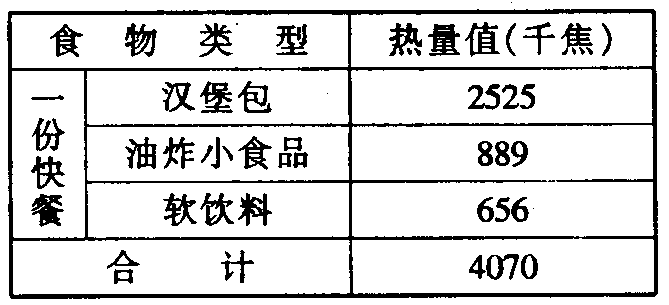 食物类型 热量值(千焦)
一份快餐 汉堡包 2525
油炸小食品 889
软饮料 656
合计 4070